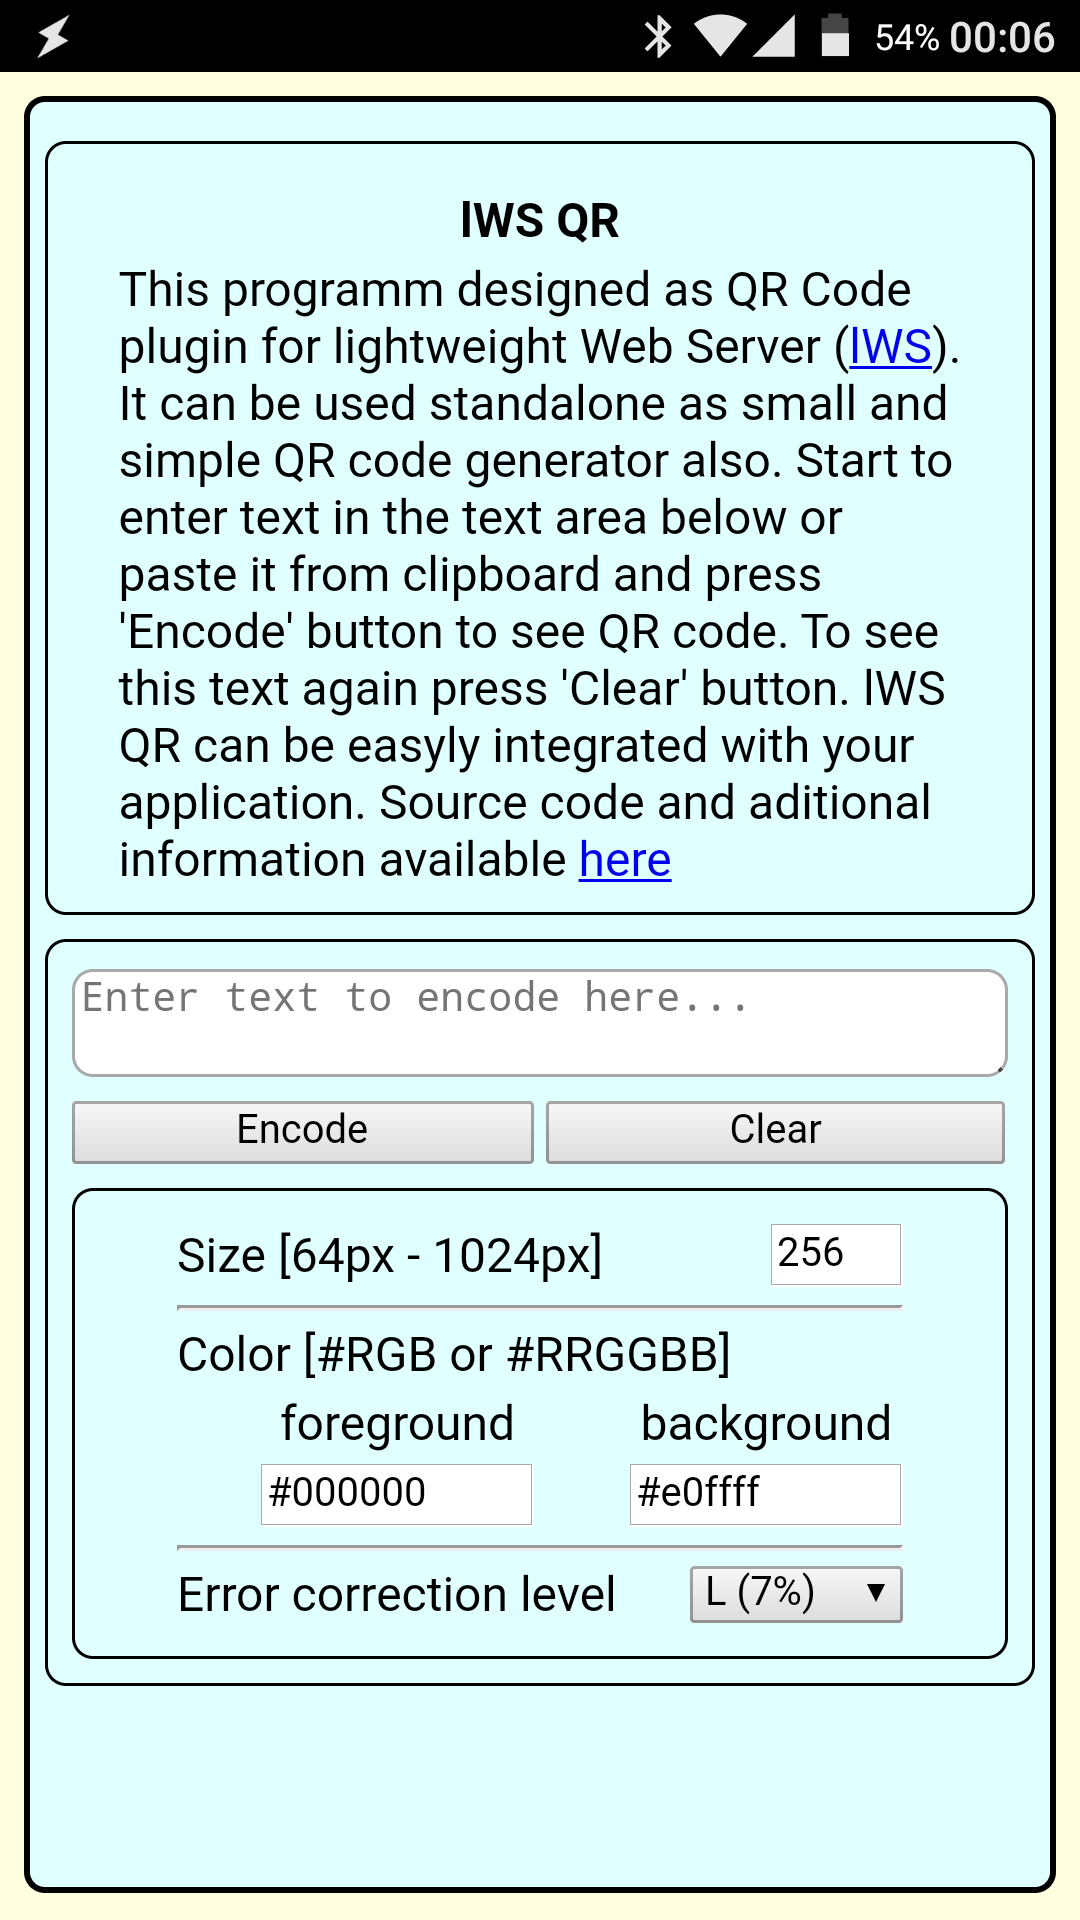 54% 00:06
lWS QR
This programm designed as QR Code
plugin for lightweight Web Server (lWS).
It can be used standalone as small and
simple QR code generator also. Start to
enter text in the text area below or
paste it from clipboard and press
'Encode' button to see QR code. To see
this text again press 'Clear' button. lWS
QR can be easyly integrated with your
application. Source code and aditional
information available here
Enter text to encode here...
Encode Clear
Size [64px - 1024px] 256
Color [#RGB or #RRGGBB]
foreground background
#000000 #e0ffff
Error correction level L (7%) ▼